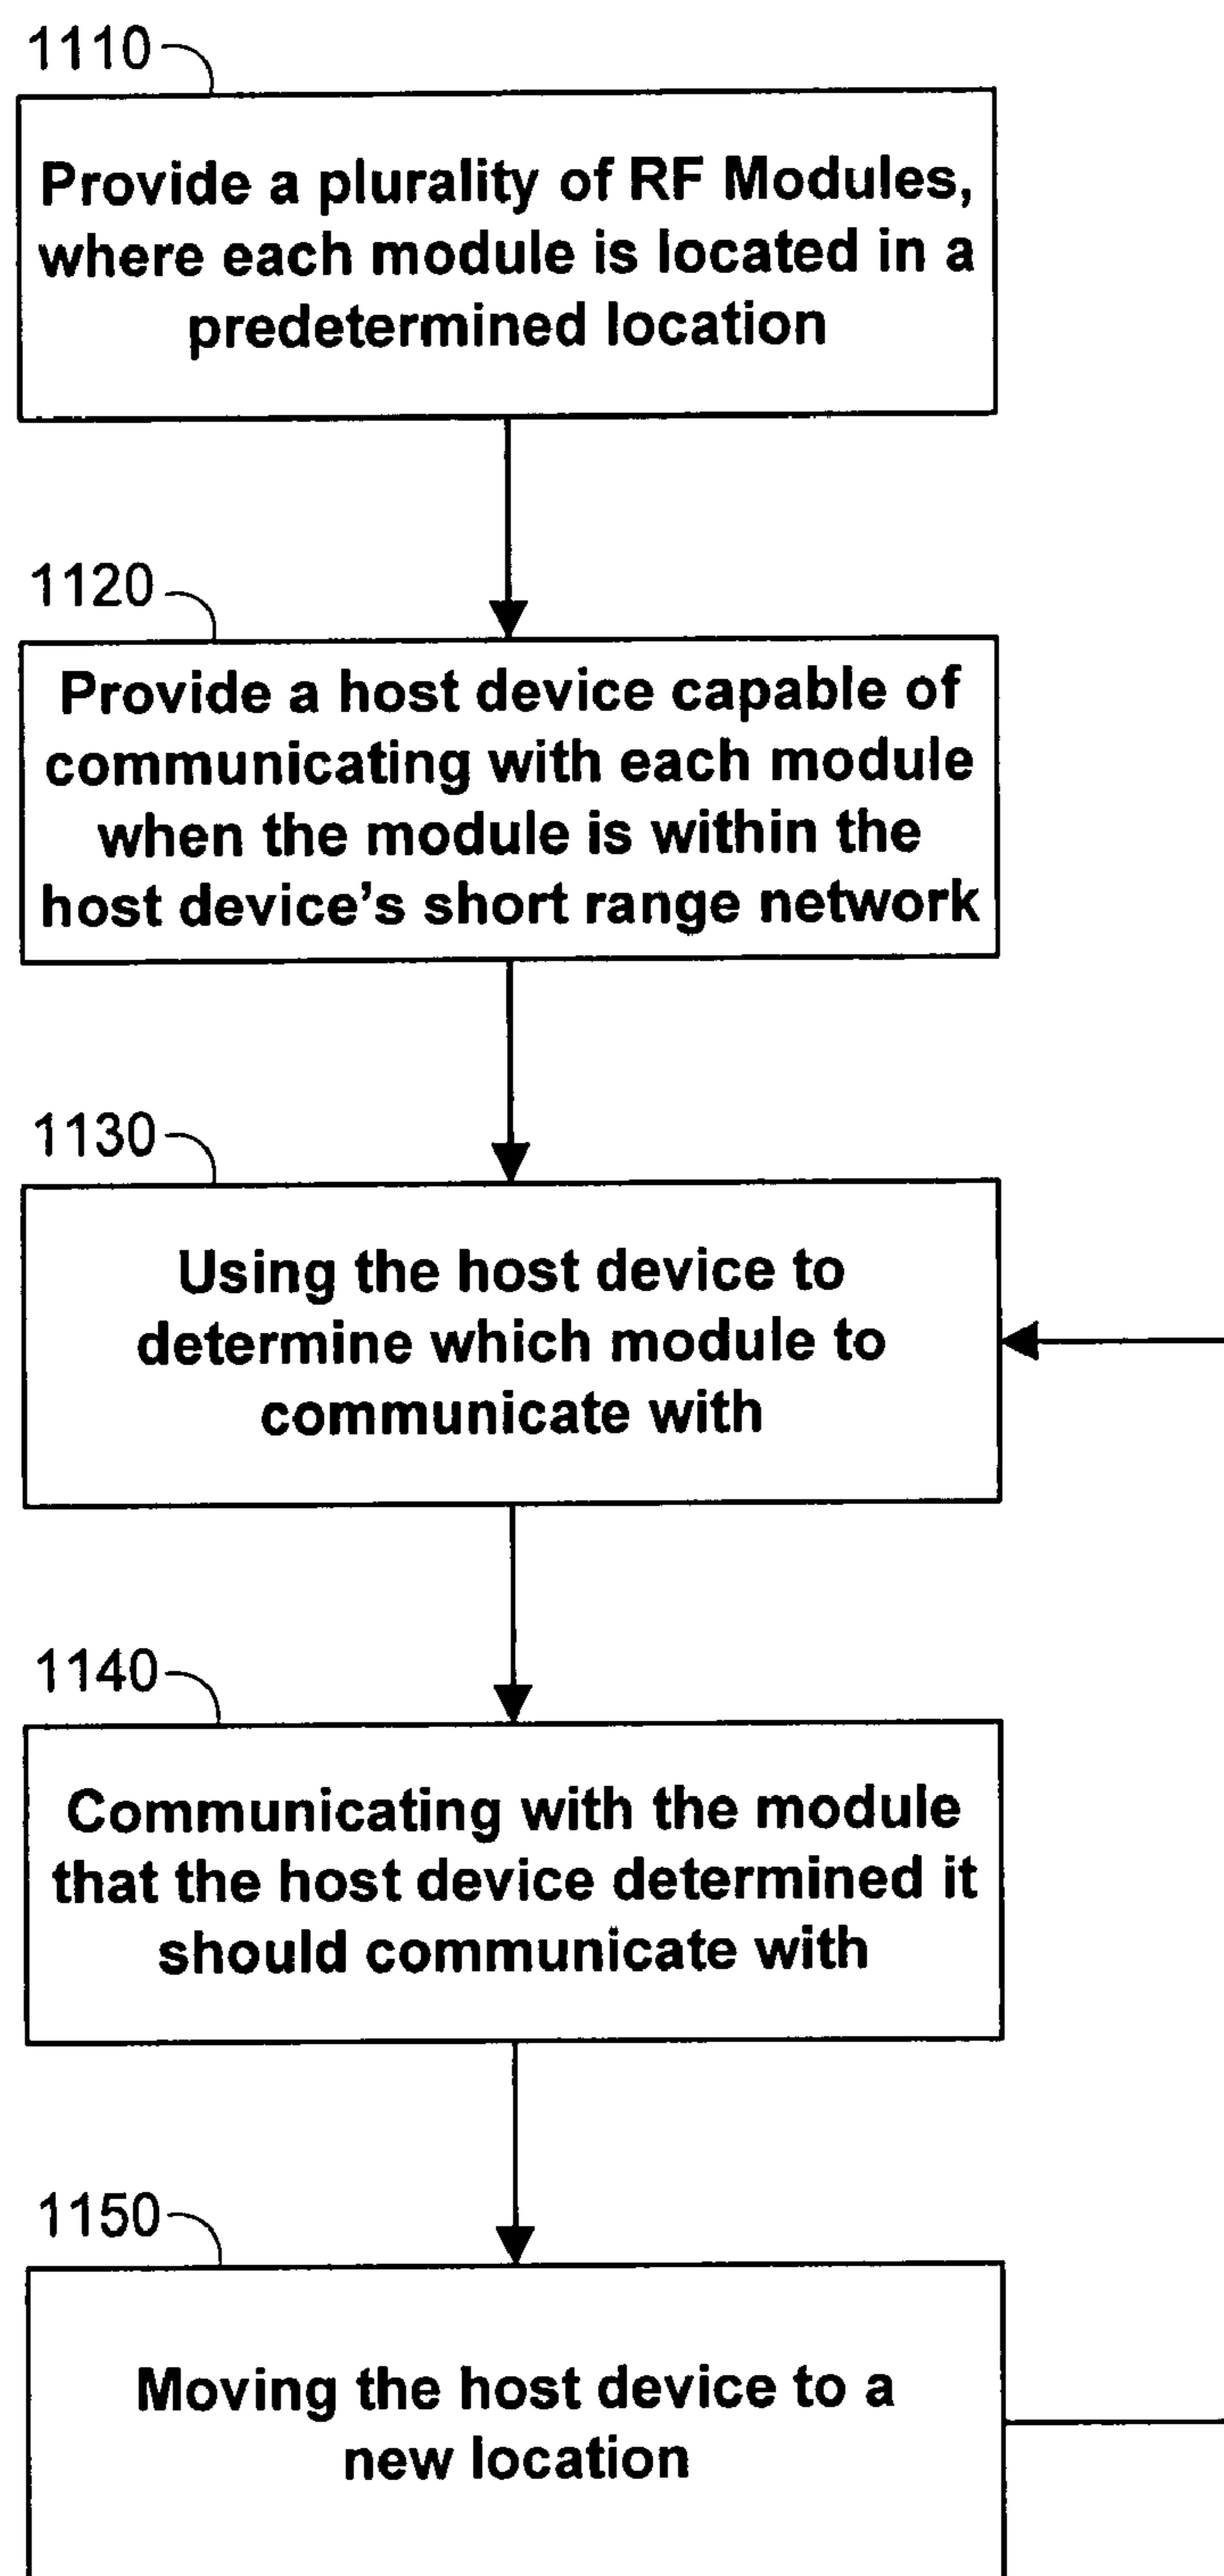 1110
Provide a plurality of RF Modules,
where each module is located in a
predetermined location
1120
Provide a host device capable of
communicating with each module
when the module is within the
host device's short range network
1130
Using the host device to
determine which module to
communicate with
1140
Communicating with the module
that the host device determined it
should communicate with
1150
Moving the host device to a
new location